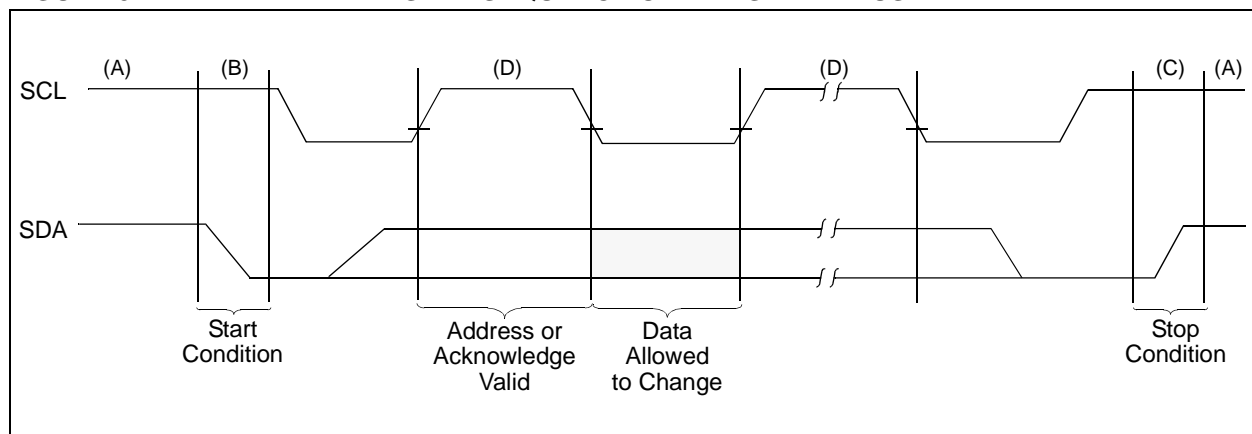 (A) (B) (D) (D) (C) (A)
SCL
SDA
Start
Condition
Address or
Acknowledge
Valid
Data
Allowed
to Change
Stop
Condition